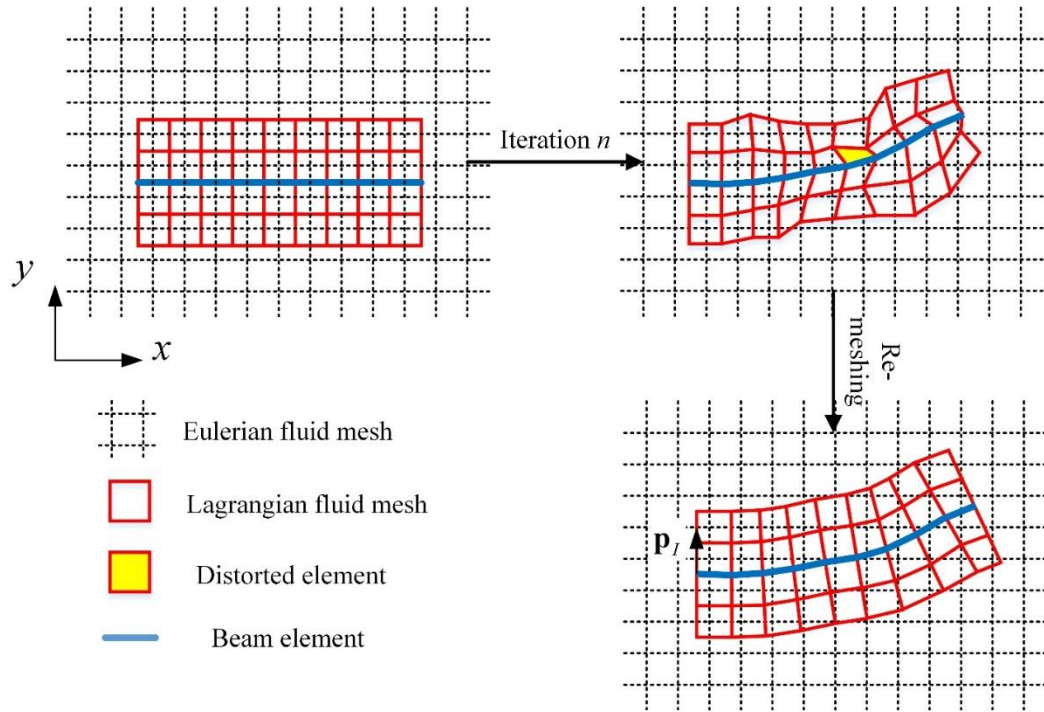 Iteration n
y
x
Re-
meshing
Eulerian fluid mesh
Lagrangian fluid mesh
p_I
Distorted element
Beam element